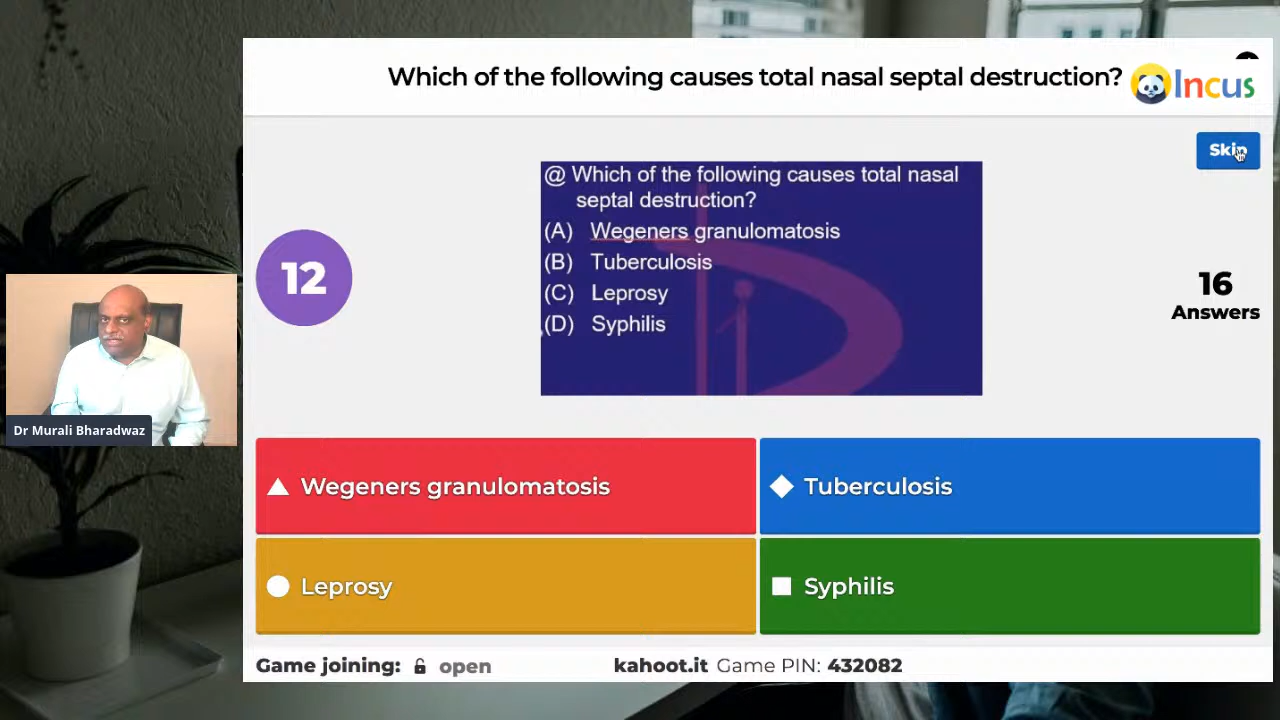 Which of the following causes total nasal septal destruction?
Incus
Skip
@ Which of the following causes total nasal
septal destruction?
(A) Wegeners granulomatosis
(B) Tuberculosis
(C) Leprosy
(D) Syphilis
12
16
Answers
Dr Murali Bharadwaz
Wegeners granulomatosis
Tuberculosis
Leprosy
Syphilis
Game joining: open
kahoot.it Game PIN: 432082